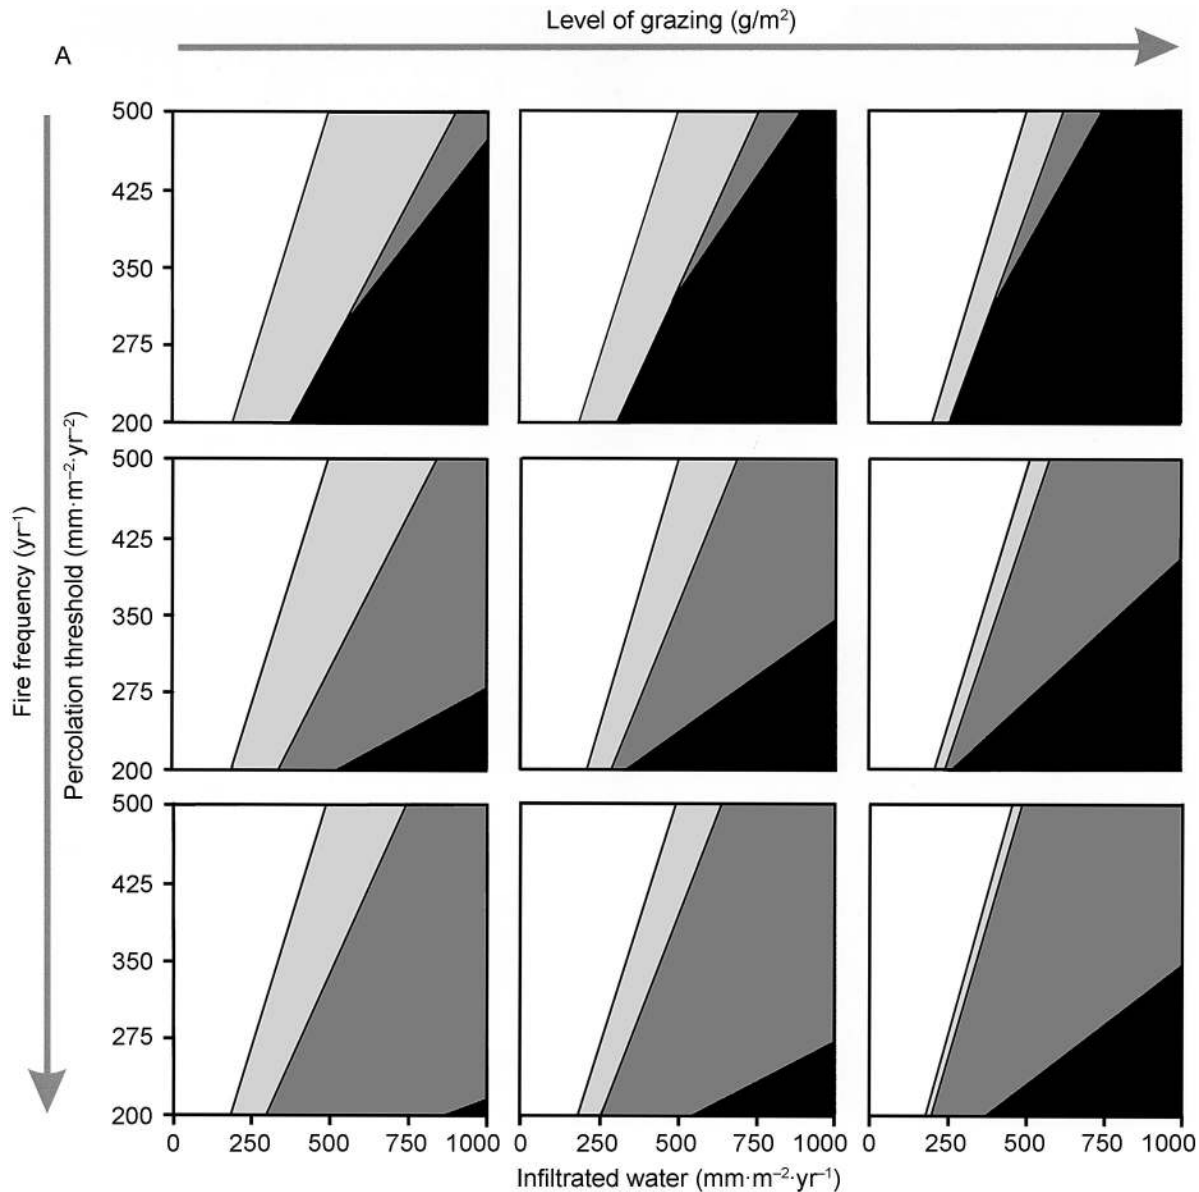 Level of grazing (g/m²)
A
Fire frequency (yr⁻¹)
Percolation threshold (mm·m⁻²·yr⁻²)
500
425
350
275
200
500
425
350
275
200
500
425
350
275
200
0 250 500 750 1000 250 500 750 1000 250 500 750 1000
0 0
Infiltrated water (mm·m⁻²·yr⁻¹)